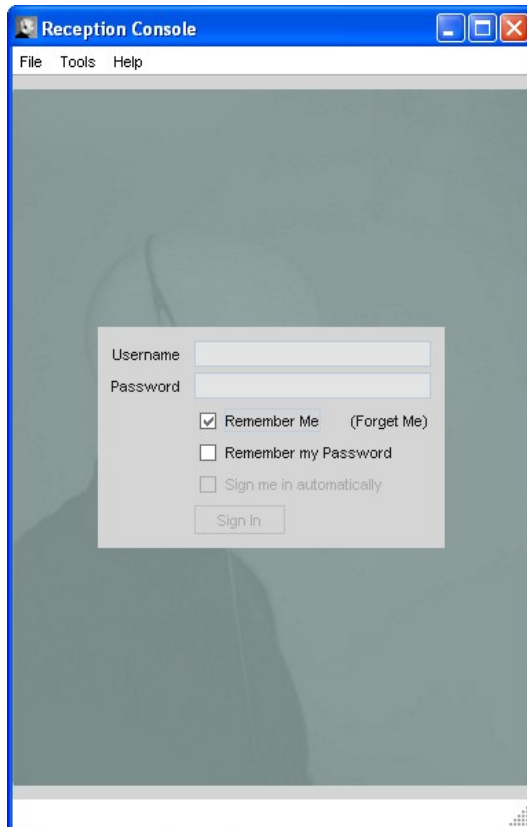 Reception Console
File Tools Help
Username
Password
Remember Me (Forget Me)
Remember my Password
Sign me in automatically
Sign In